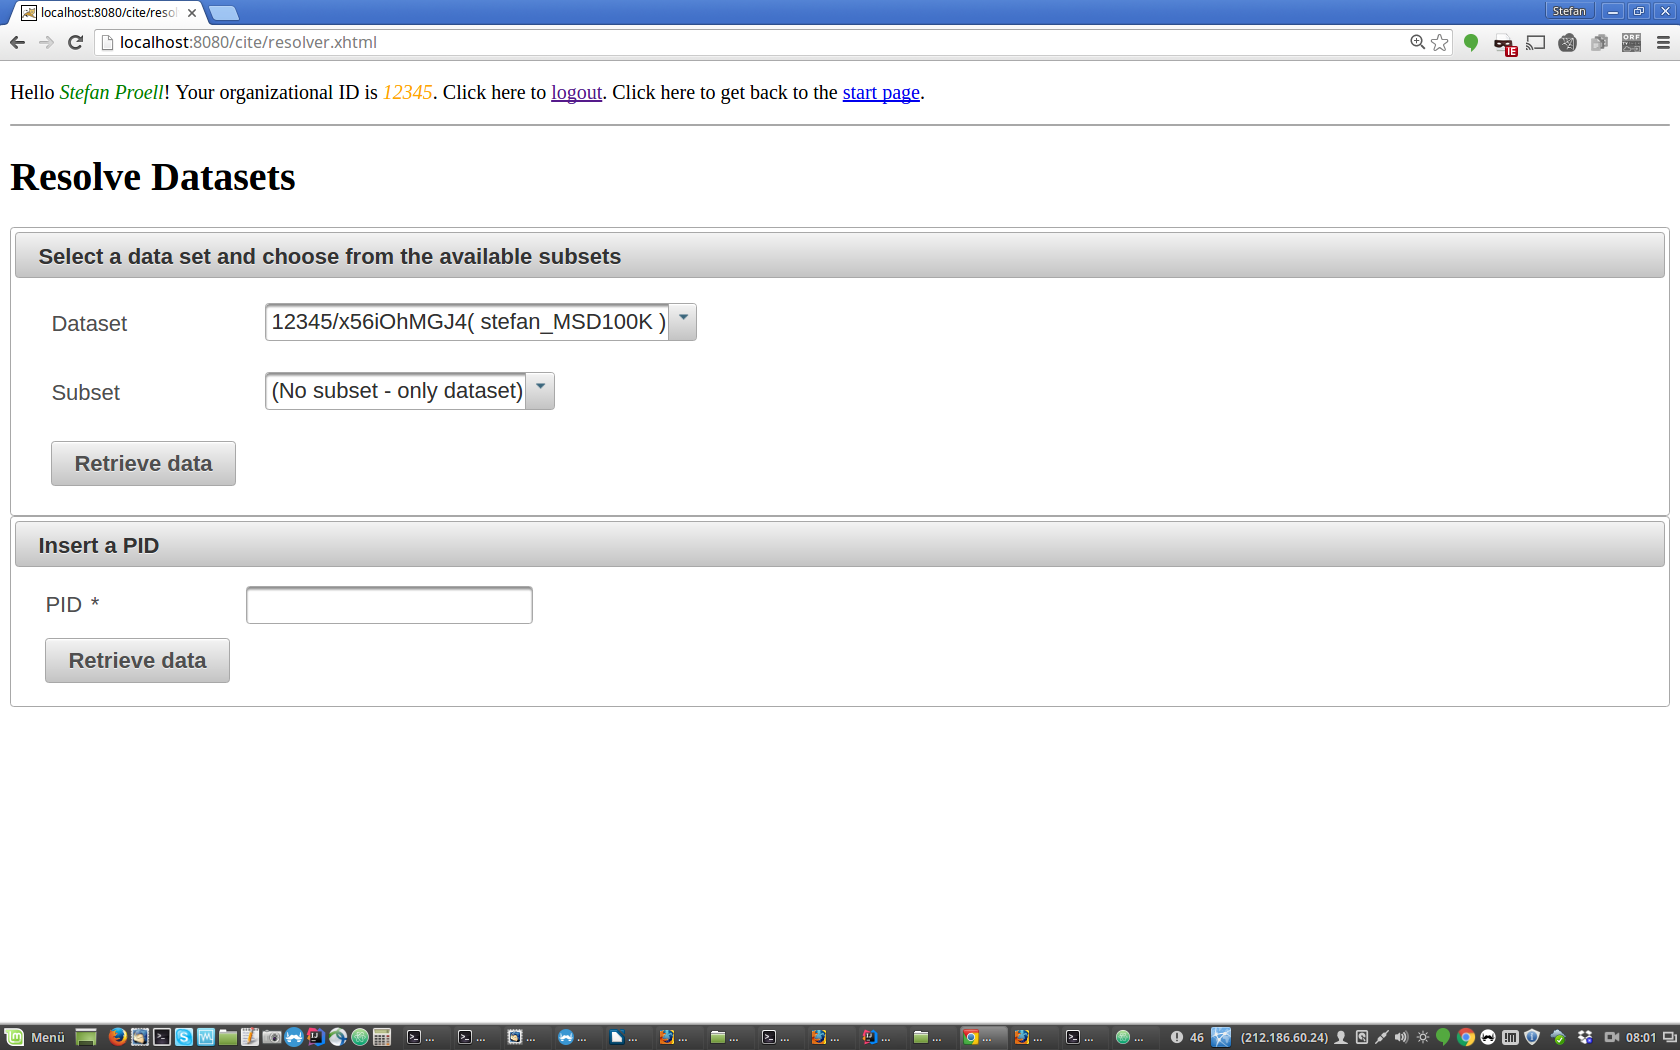 localhost:8080/cite/resol
Stefan
localhost:8080/cite/resolver.xhtml
IE
ORF
Hello Stefan Proell! Your organizational ID is 12345. Click here to logout. Click here to get back to the start page.
Resolve Datasets
Select a data set and choose from the available subsets
Dataset
12345/x56iOhMGJ4( stefan_MSD100K )
Subset
(No subset - only dataset)
Retrieve data
Insert a PID
PID *
Retrieve data
Menü ... ... ... ... ... ... ... ... ... ... ... ... ... ... ... 46 (212.186.60.24) 08:01